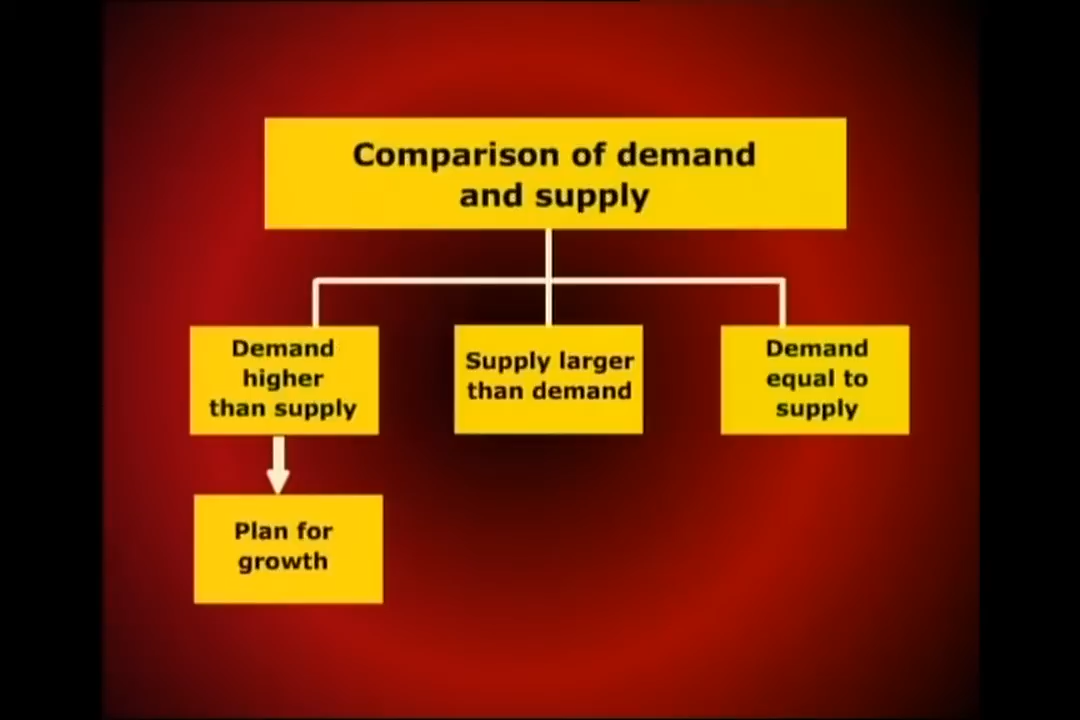 Comparison of demand
and supply
Demand
higher
than supply
Supply larger
than demand
Demand
equal to
supply
Plan for
growth